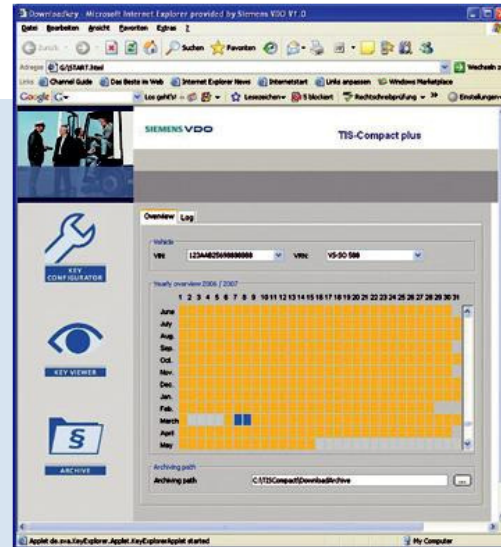 Downloadkey - Microsoft Internet Explorer provided by Siemens VDO V1.0
Datei Bearbeiten Ansicht Favoriten Extras ?
Zurück Suchen Favoriten
Adresse G:\START.html Wechseln zu
Links Channel Guide Das Beste im Web Internet Explorer News Internetstart Links anpassen Windows Marketplace
Google G Los geht's! 5 blockiert Rechtschreibprüfung Einstellungen
SIEMENS VDO
TIS-Compact plus
Overview Log
Vehicle
VIN: VRN: VS-SO 500
Yearly overview 2006 / 2007
1 2 3 4 5 6 7 8 9 10 11 12 13 14 15 16 17 18 19 20 21 22 23 24 25 26 27 28 29 30 31
June
July
Aug.
Sep.
Oct.
Nov.
Dec.
Jan.
Feb.
March
April
May
Archiving path
Archiving path C:\TISCompact\DownloadArchive ...
KEY
CONFIGURATOR
KEY VIEWER
§
ARCHIVE
Applet de.sva.KeyExplorer.Applet.KeyExplorerApplet started My Computer